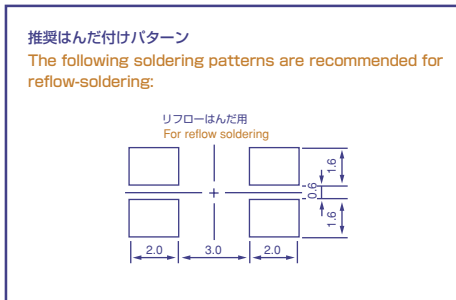 推奨はんだ付けパターン
The following soldering patterns are recommended for
reflow-soldering:
リフローはんだ用
For reflow soldering
1.6
0.6
1.6
2.0
3.0
2.0